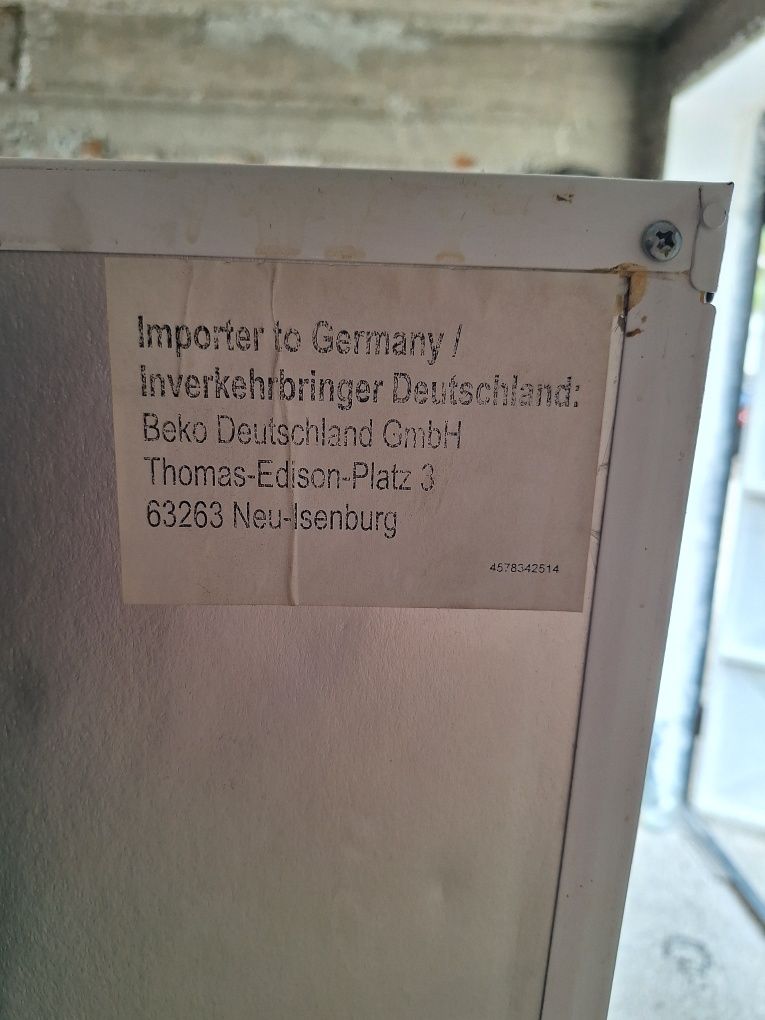 Importer to Germany /
Inverkehrbringer Deutschland:
Beko Deutschland GmbH
Thomas-Edison-Platz 3
63263 Neu-Isenburg
4578342514